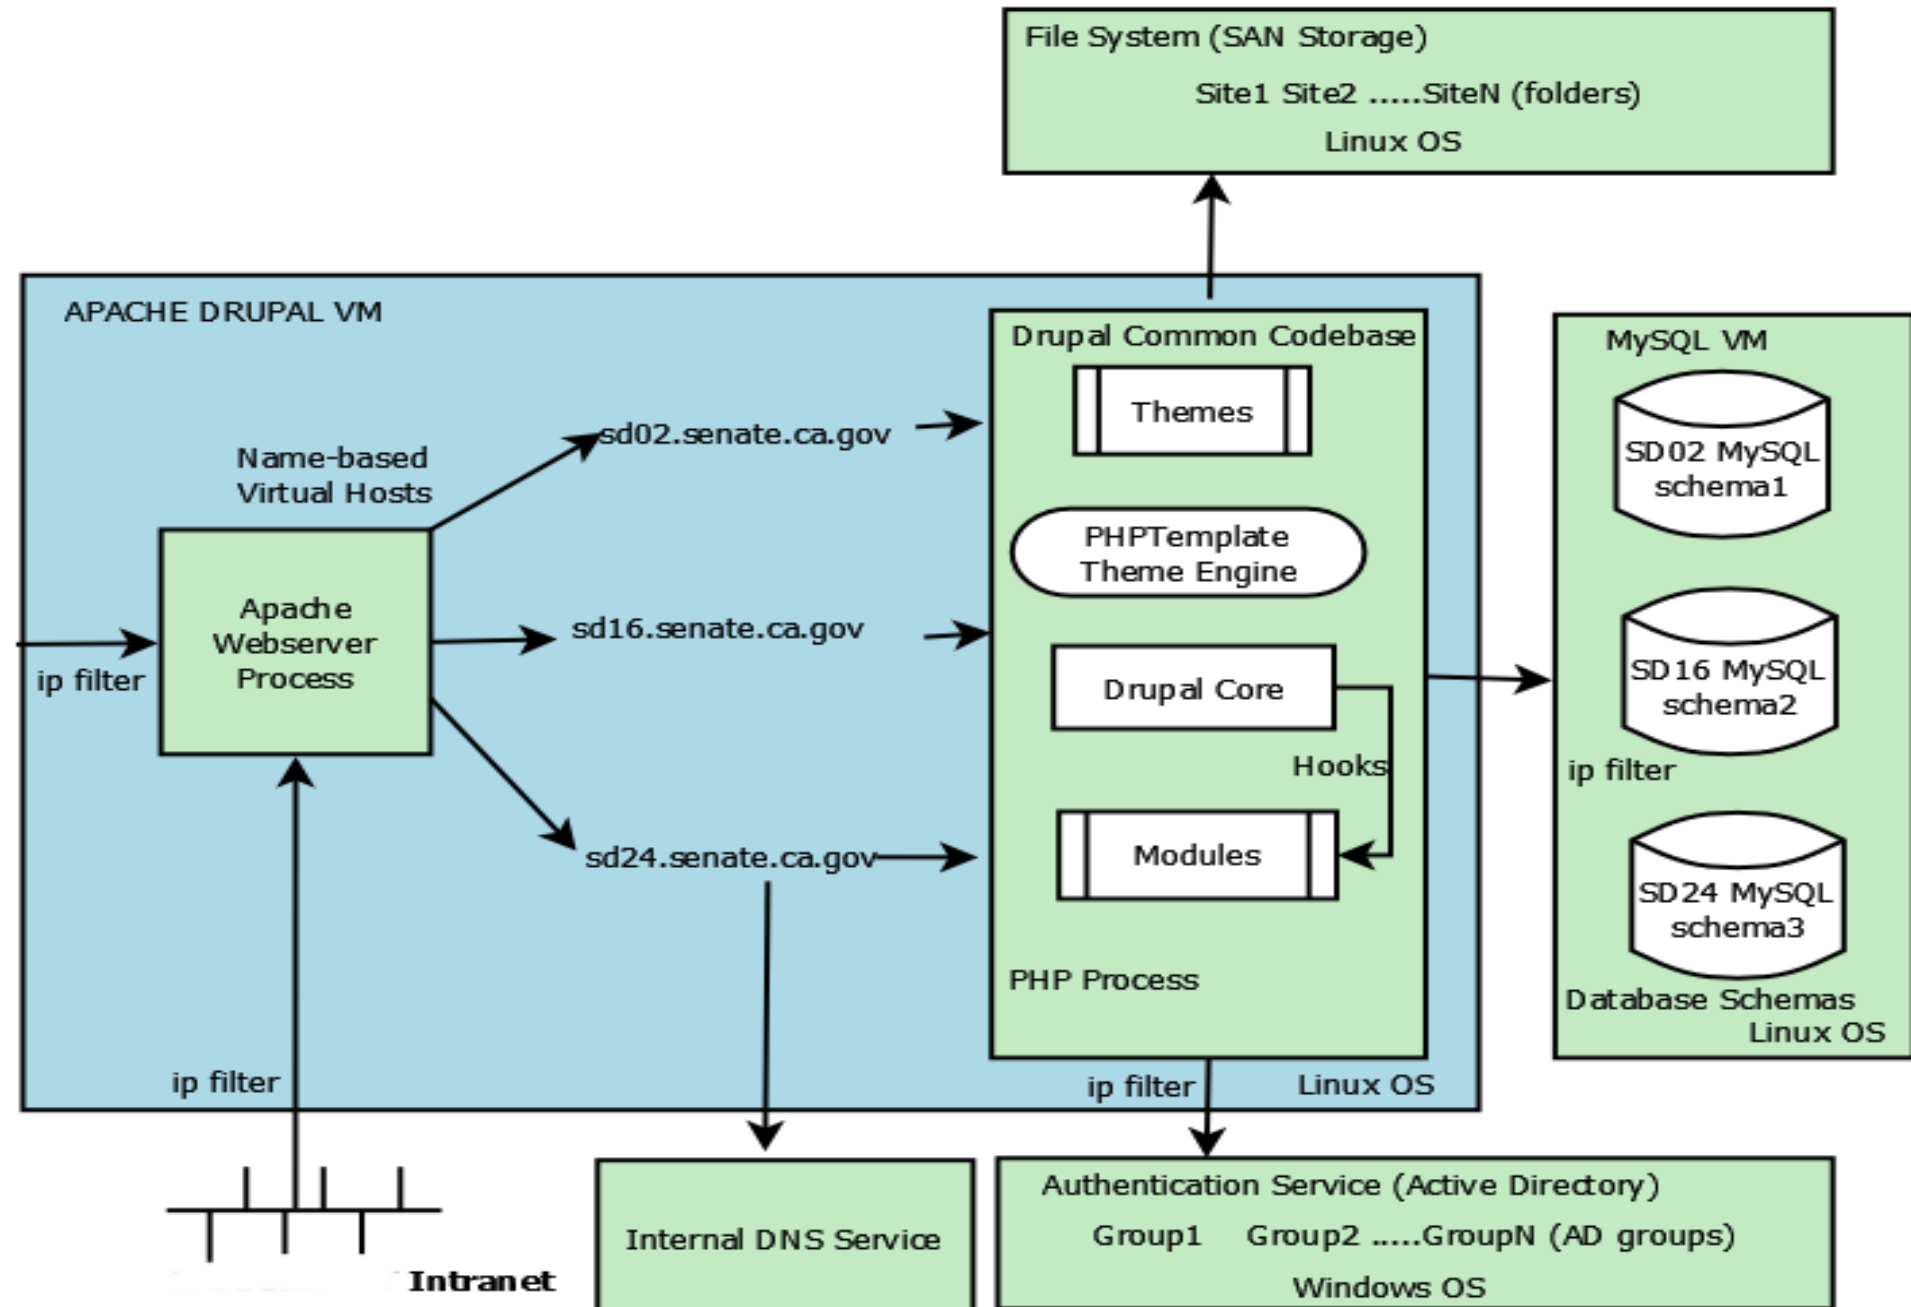 File System (SAN Storage)
Site1 Site2 .....SiteN (folders)
Linux OS
APACHE DRUPAL VM
Name-based
Virtual Hosts
Apache
Webserver
Process
ip filter
ip filter
sd02.senate.ca.gov
sd16.senate.ca.gov
sd24.senate.ca.gov
Drupal Common Codebase
Themes
PHPTemplate
Theme Engine
Drupal Core
Hooks
Modules
PHP Process
ip filter
Linux OS
MySQL VM
SD02 MySQL
schema1
SD16 MySQL
schema2
ip filter
SD24 MySQL
schema3
Database Schemas
Linux OS
Intranet
Internal DNS Service
Authentication Service (Active Directory)
Group1 Group2 .....GroupN (AD groups)
Windows OS